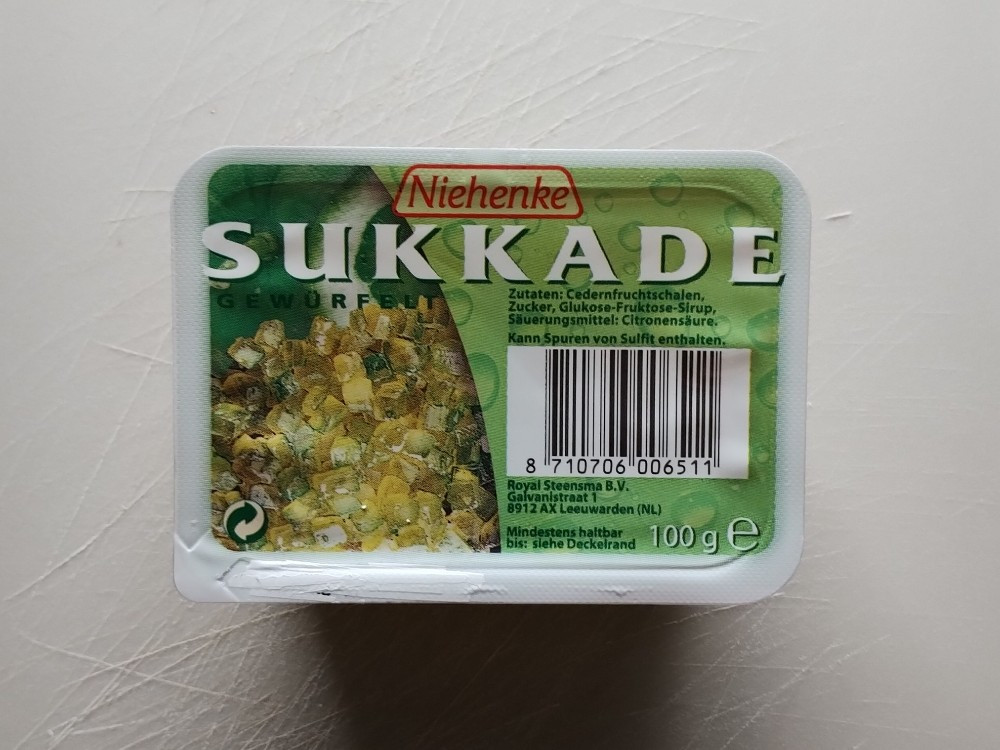 Niehenke
SUKKADE
GEWÜRFELT
Zutaten: Cedernfruchtschalen,
Zucker, Glukose-Fruktose-Sirup,
Säuerungsmittel: Citronensäure.
Kann Spuren von Sulfit enthalten.
8 710706 006511
Royal Steensma B.V.
Galvanistraat 1
8912 AX Leeuwarden (NL)
Mindestens haltbar
bis: siehe Deckelrand
100 g e